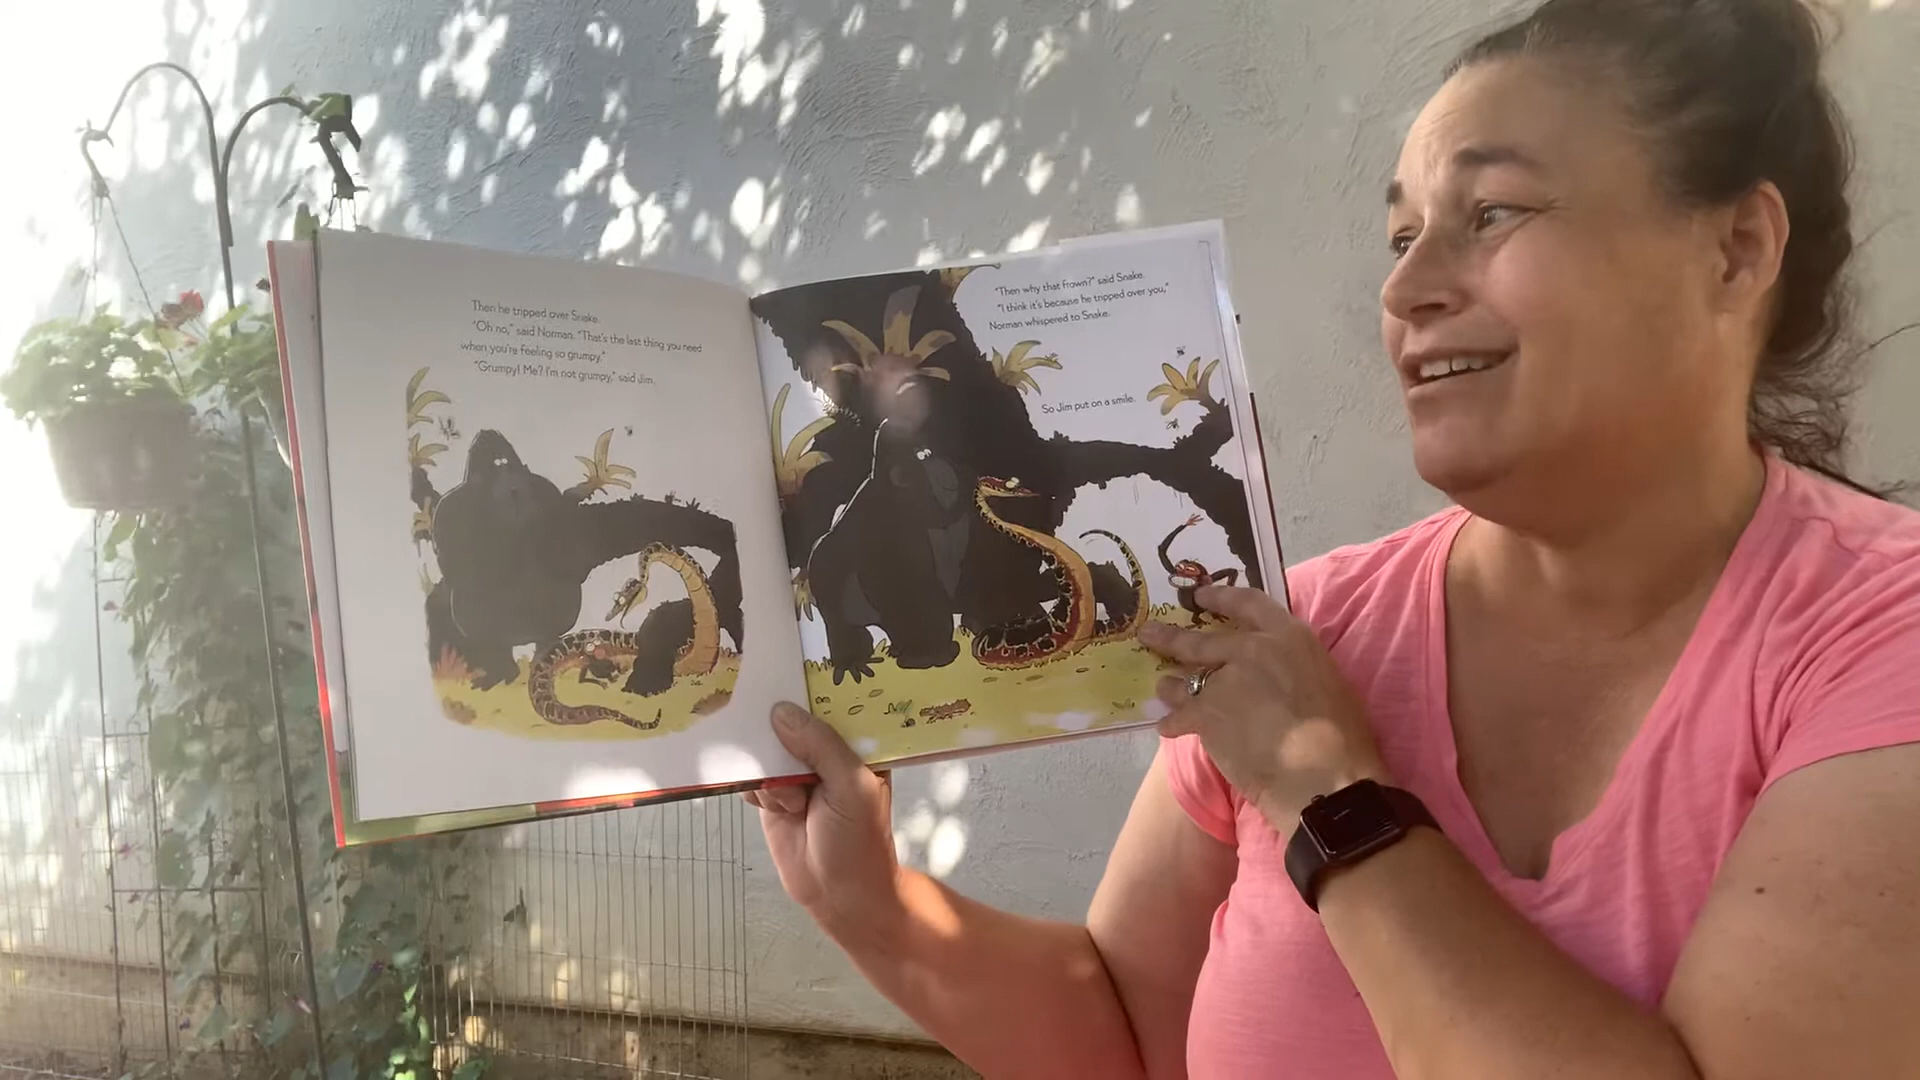 Then he tripped over Snake.
"Oh no," said Norman. "That's the last thing you need
when you're feeling so grumpy."
"Grumpy! Me? I'm not grumpy," said Jim.
"Then why that frown?" said Snake.
"I think it's because he tripped over you,"
Norman whispered to Snake.
So Jim put on a smile.